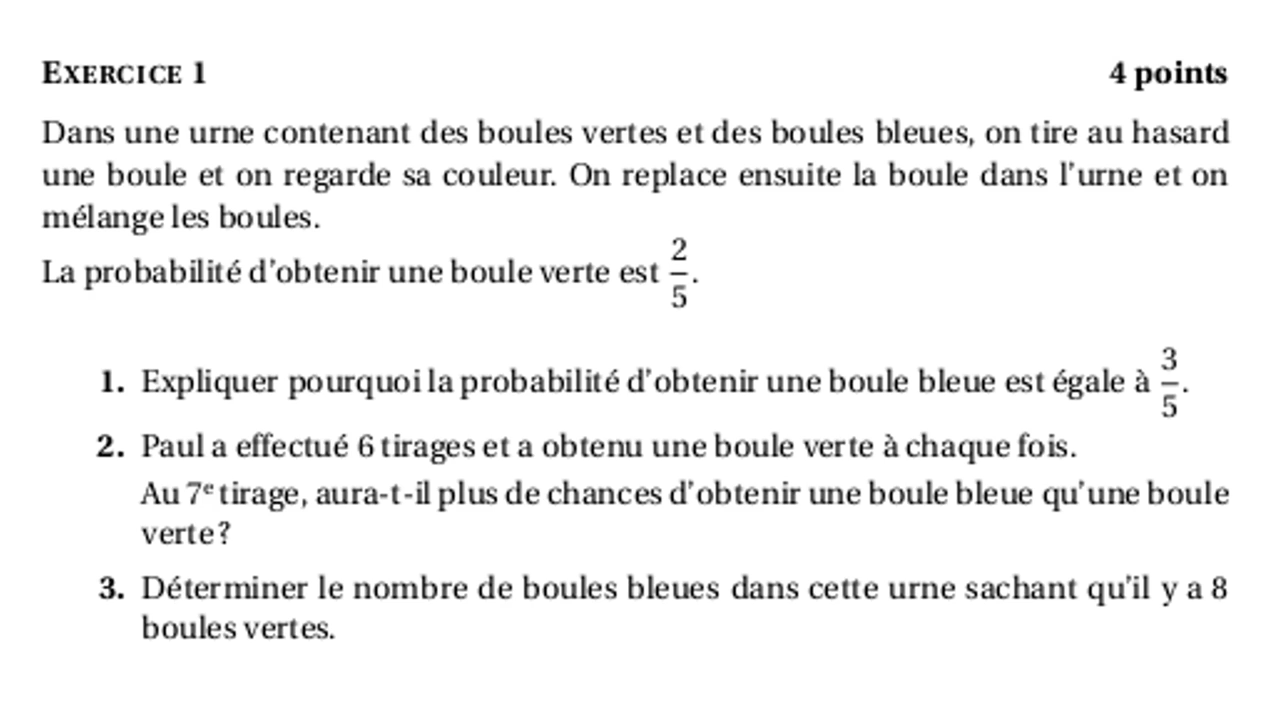 EXERCICE 1 4 points
Dans une urne contenant des boules vertes et des boules bleues, on tire au hasard
une boule et on regarde sa couleur. On replace ensuite la boule dans l'urne et on
mélange les boules.
La probabilité d'obtenir une boule verte est 2/5.
1. Expliquer pourquoi la probabilité d'obtenir une boule bleue est égale à 3/5.
2. Paul a effectué 6 tirages et a obtenu une boule verte à chaque fois.
Au 7e tirage, aura-t-il plus de chances d'obtenir une boule bleue qu'une boule
verte?
3. Déterminer le nombre de boules bleues dans cette urne sachant qu'il y a 8
boules vertes.